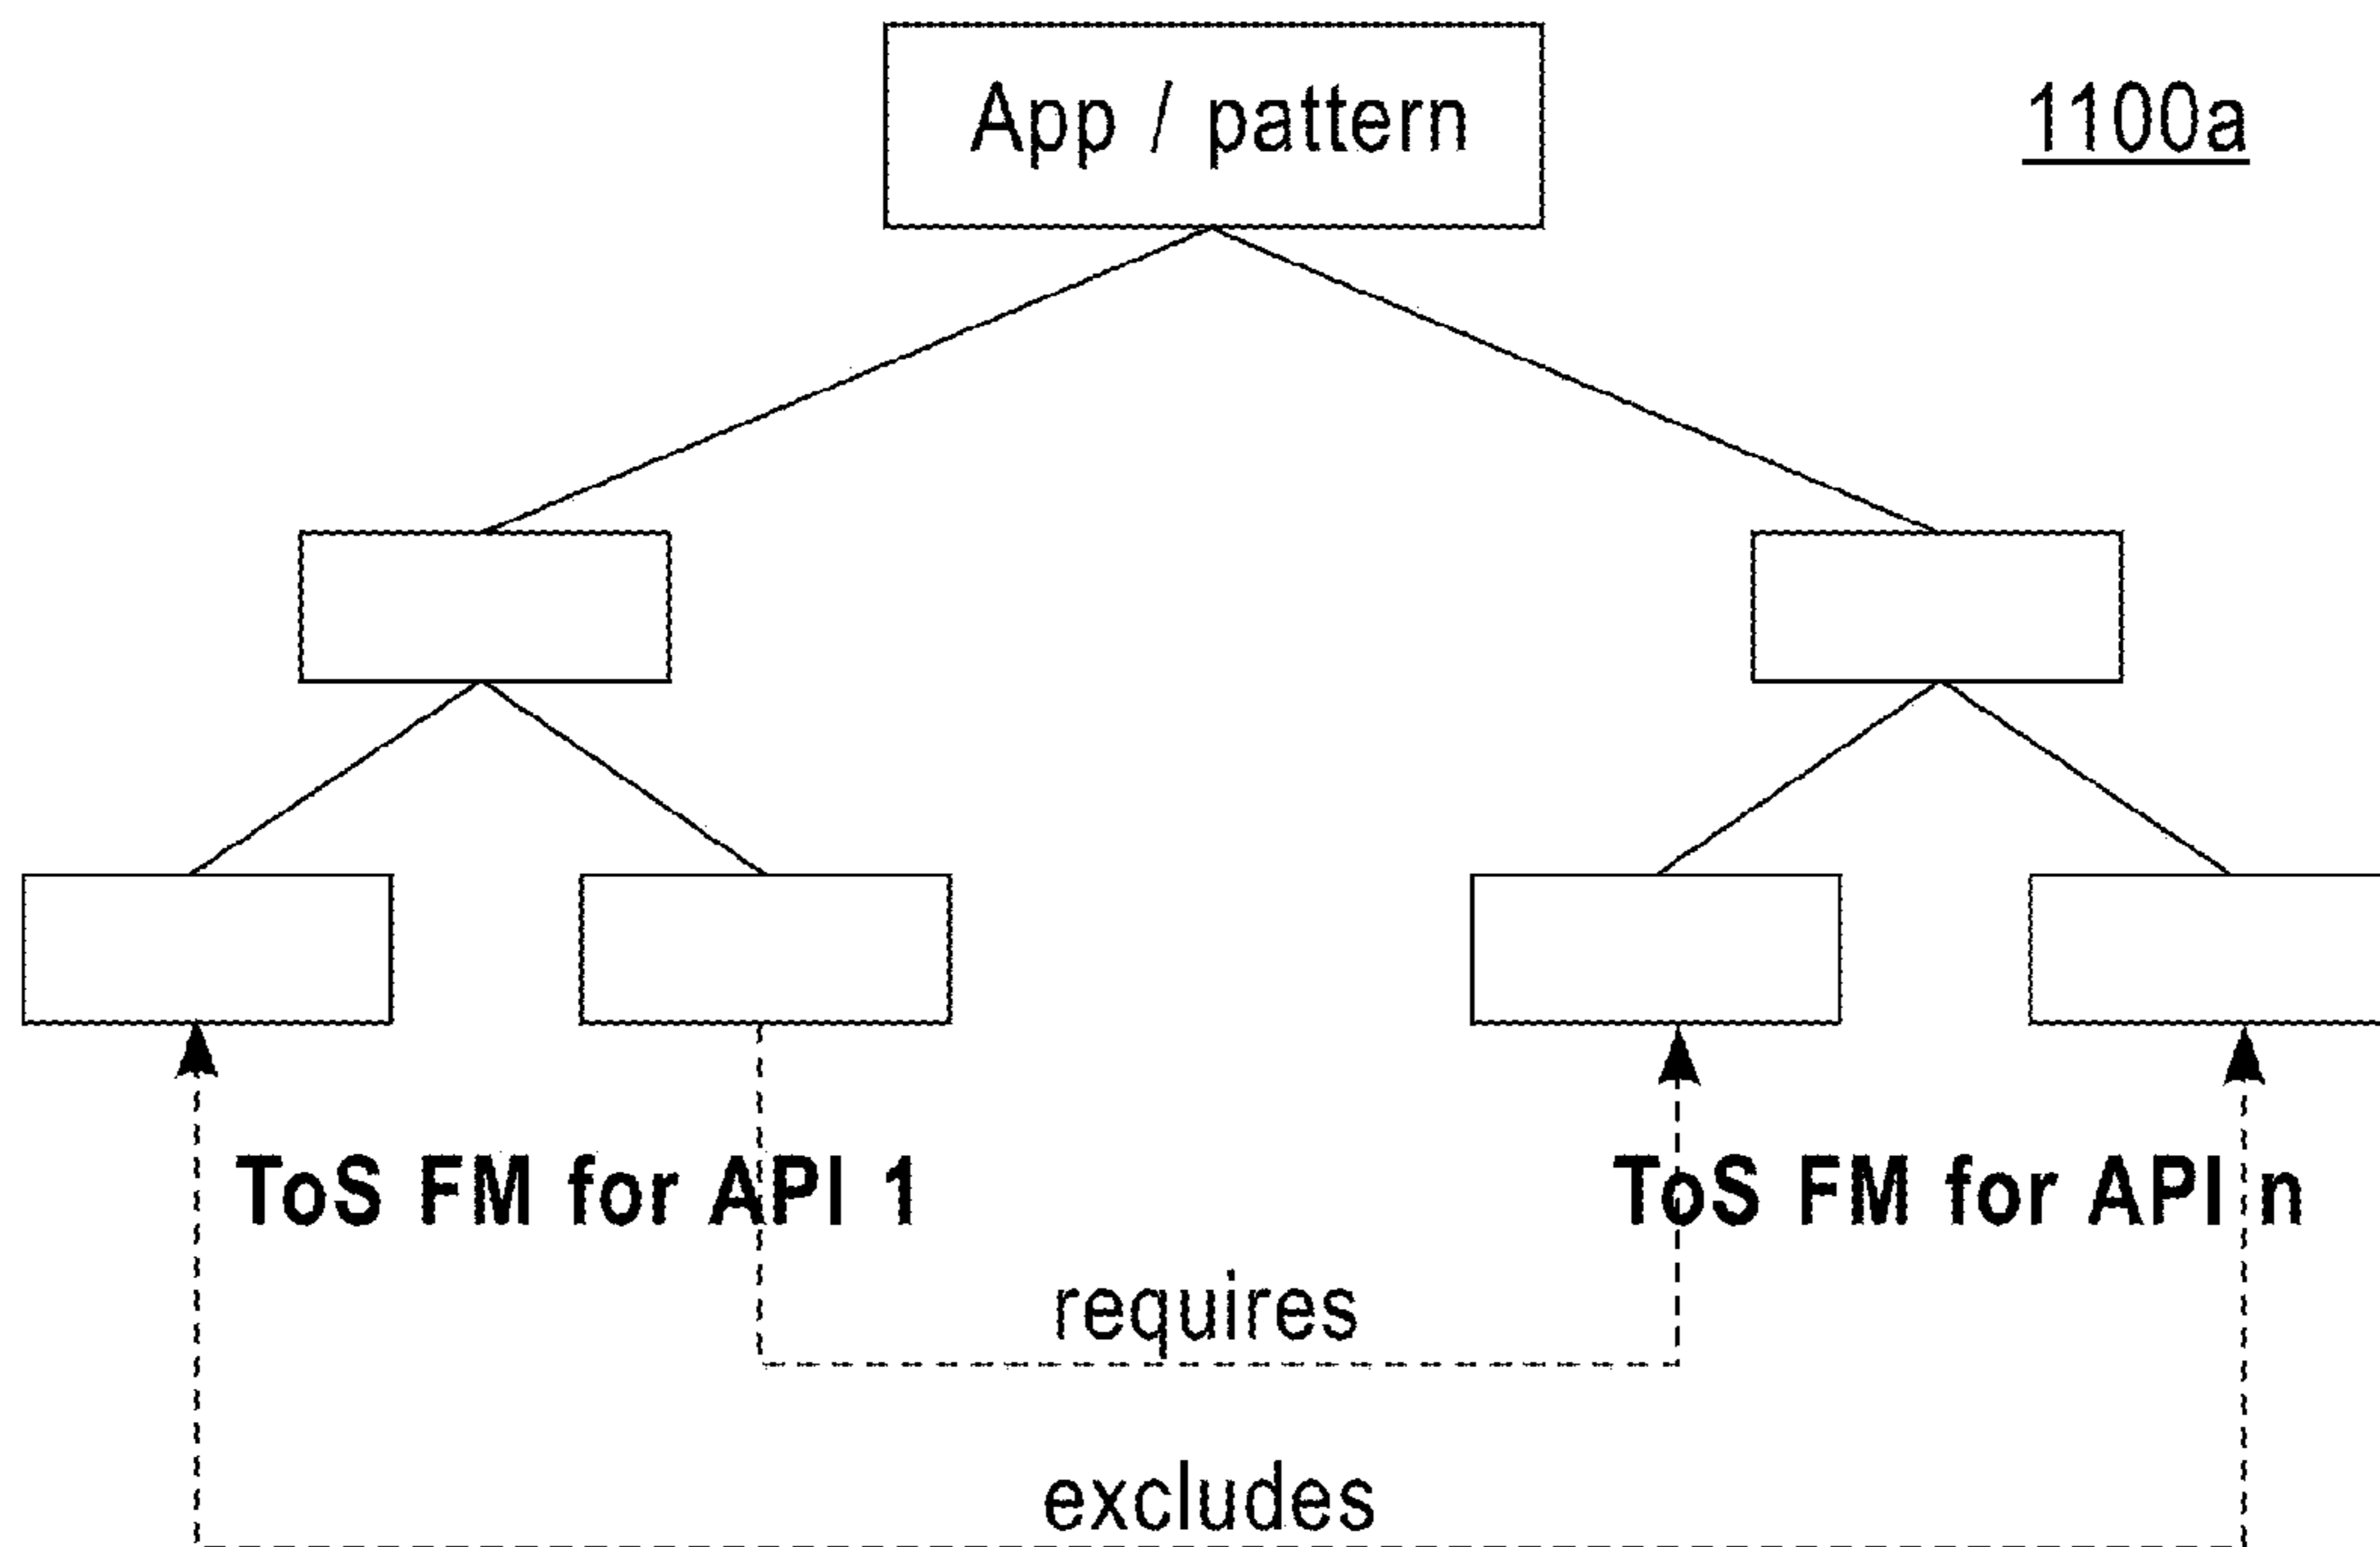 App / pattern
1100a
ToS FM for API 1
ToS FM for API n
requires
excludes